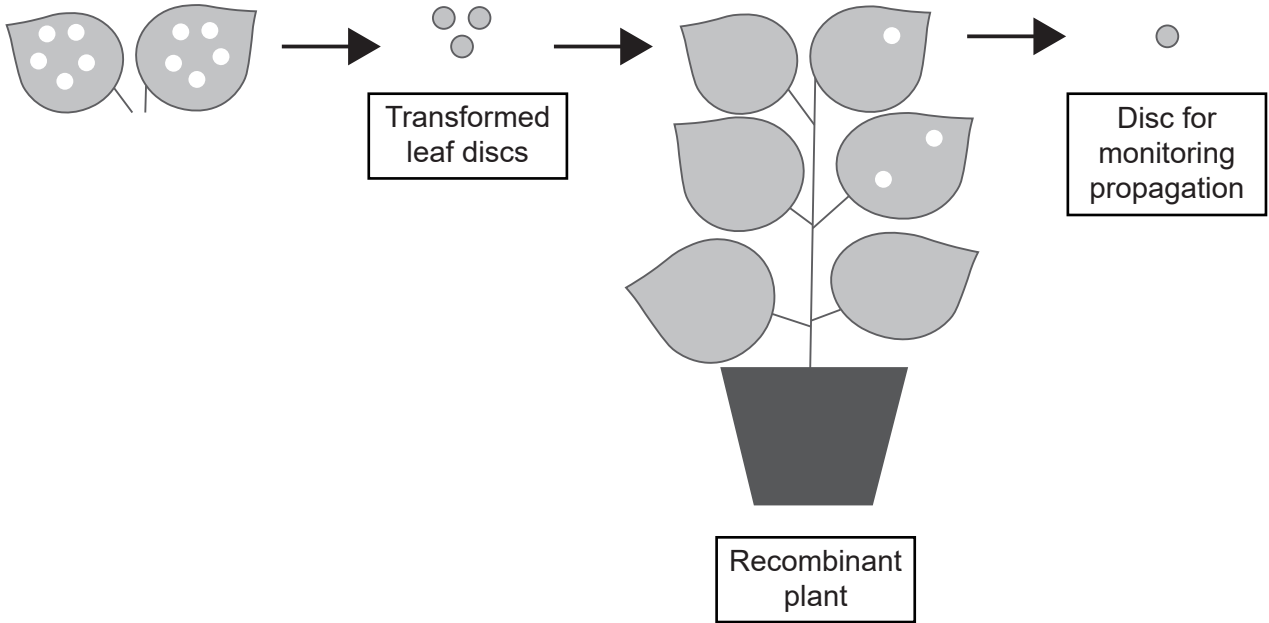 Transformed
leaf discs
Disc for
monitoring
propagation
Recombinant
plant